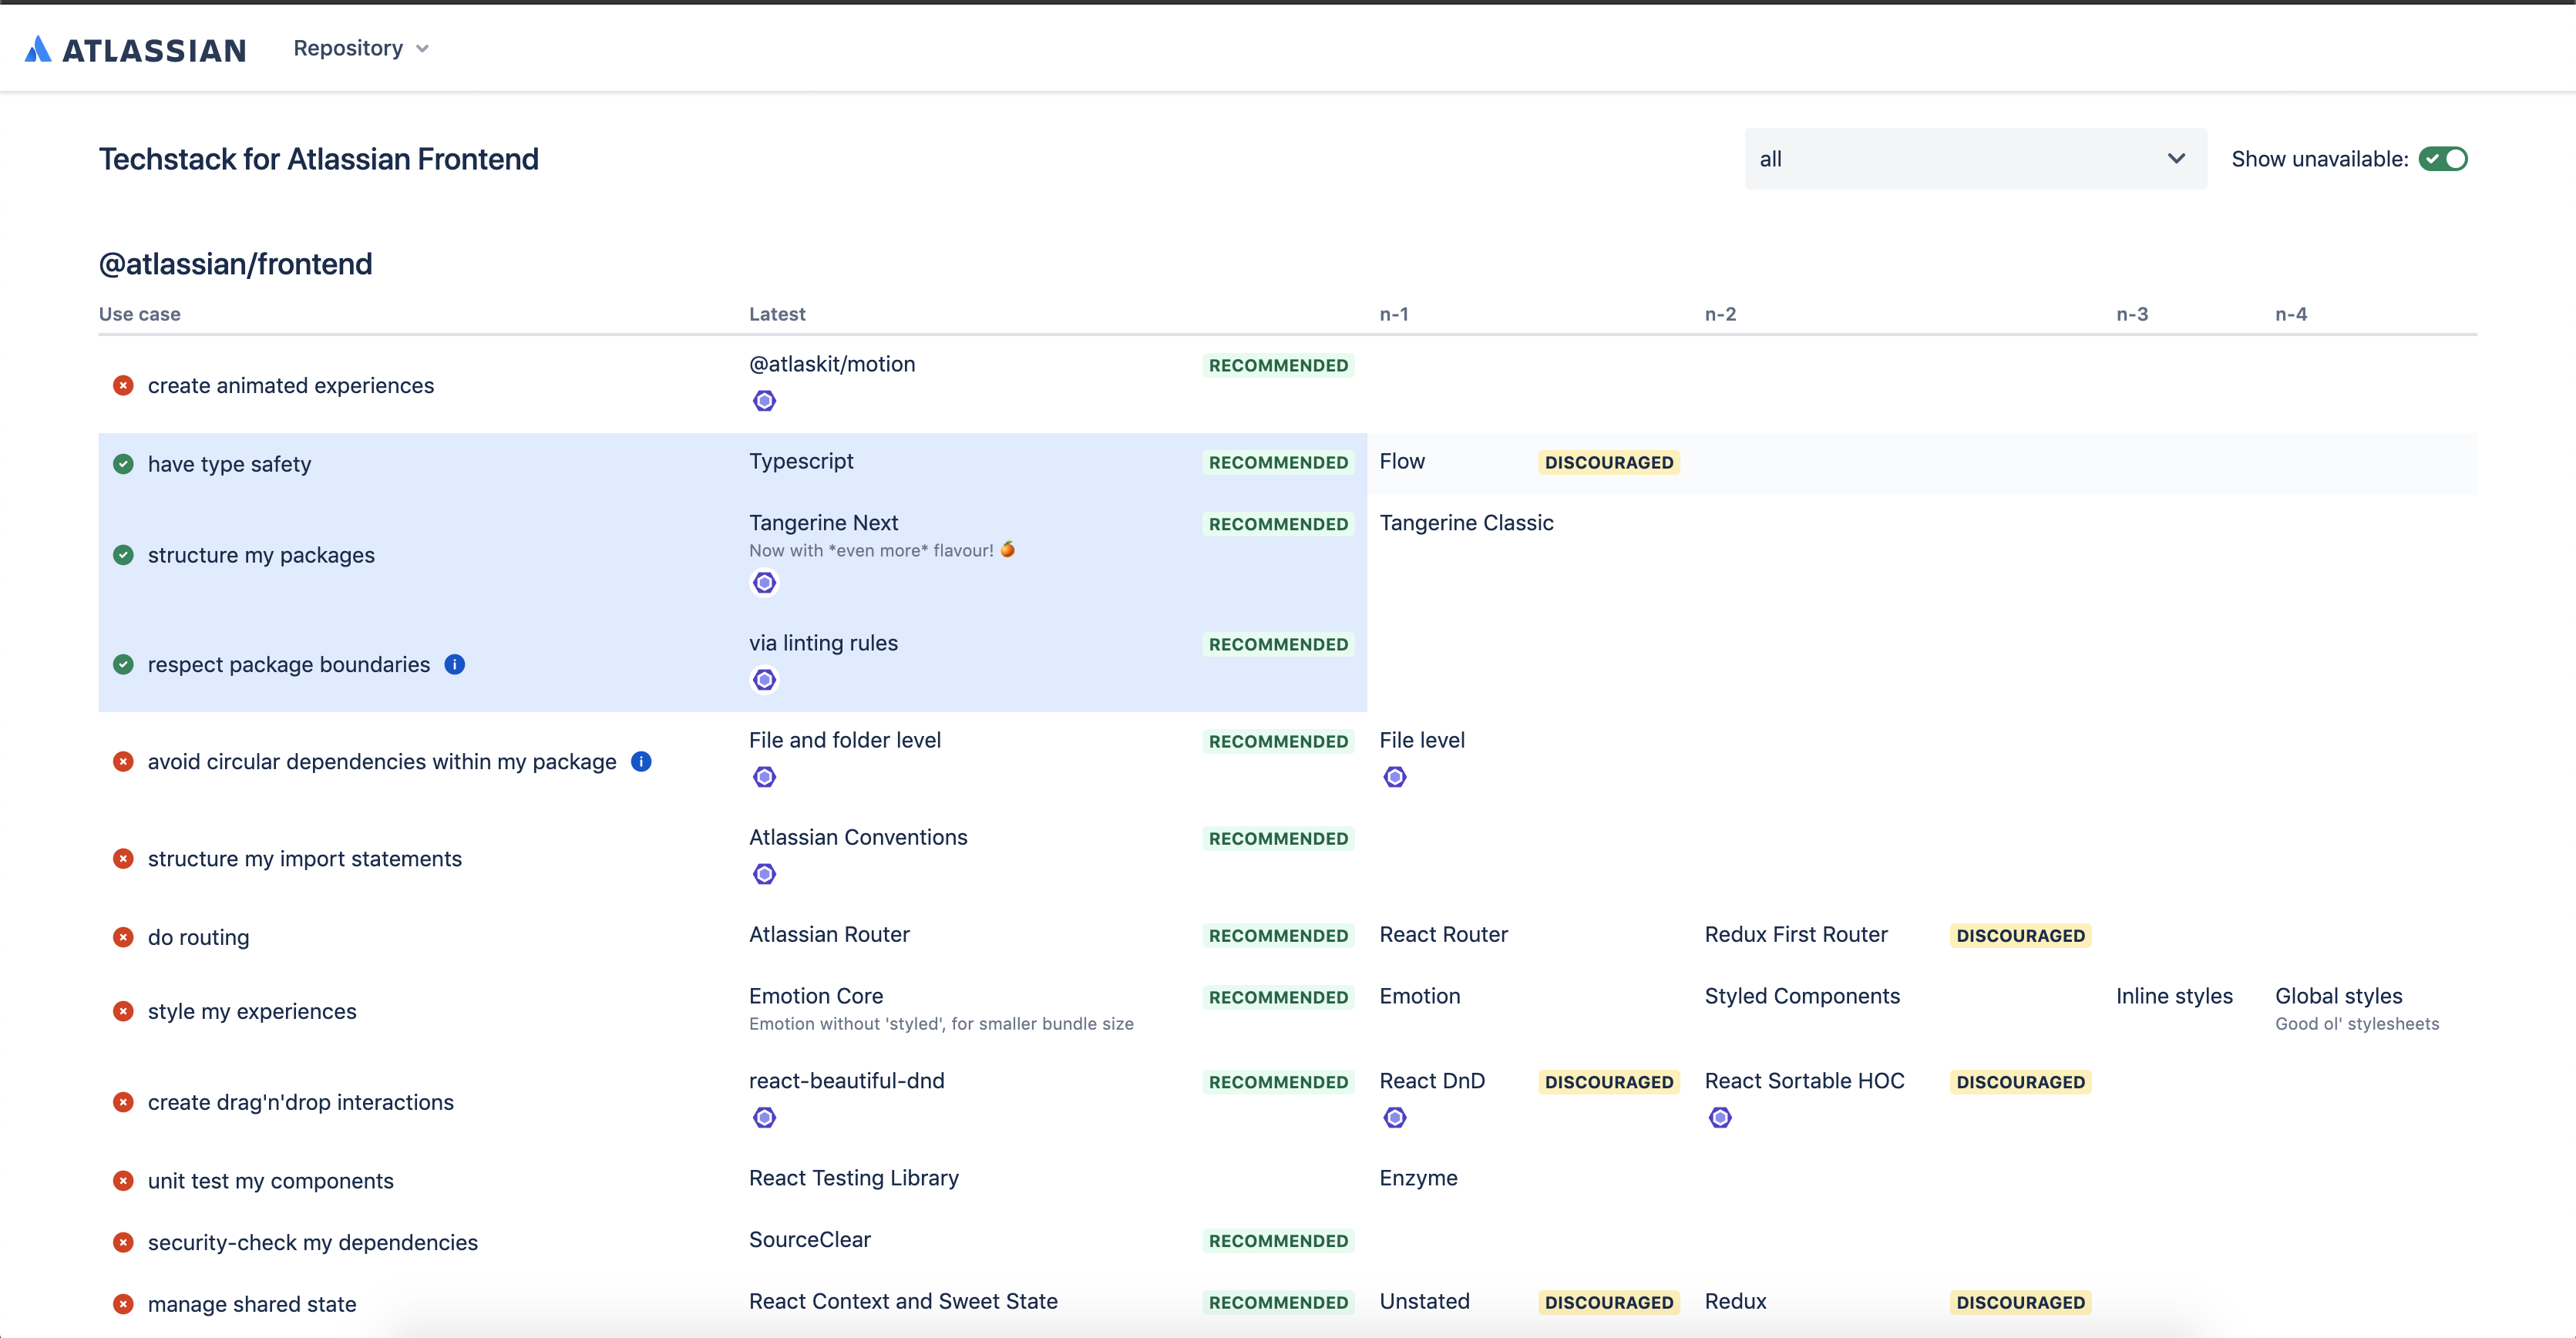 ATLASSIAN Repository
Techstack for Atlassian Frontend all Show unavailable:
@atlassian/frontend
Use case Latest n-1 n-2 n-3 n-4
create animated experiences @atlaskit/motion RECOMMENDED
have type safety Typescript RECOMMENDED Flow DISCOURAGED
structure my packages Tangerine Next RECOMMENDED Tangerine Classic
Now with *even more* flavour! 🍊
respect package boundaries via linting rules RECOMMENDED
avoid circular dependencies within my package File and folder level RECOMMENDED File level
structure my import statements Atlassian Conventions RECOMMENDED
do routing Atlassian Router RECOMMENDED React Router Redux First Router DISCOURAGED
style my experiences Emotion Core RECOMMENDED Emotion Styled Components Inline styles Global styles
Emotion without 'styled', for smaller bundle size Good ol' stylesheets
create drag'n'drop interactions react-beautiful-dnd RECOMMENDED React DnD DISCOURAGED React Sortable HOC DISCOURAGED
unit test my components React Testing Library Enzyme
security-check my dependencies SourceClear RECOMMENDED
manage shared state React Context and Sweet State RECOMMENDED Unstated DISCOURAGED Redux DISCOURAGED